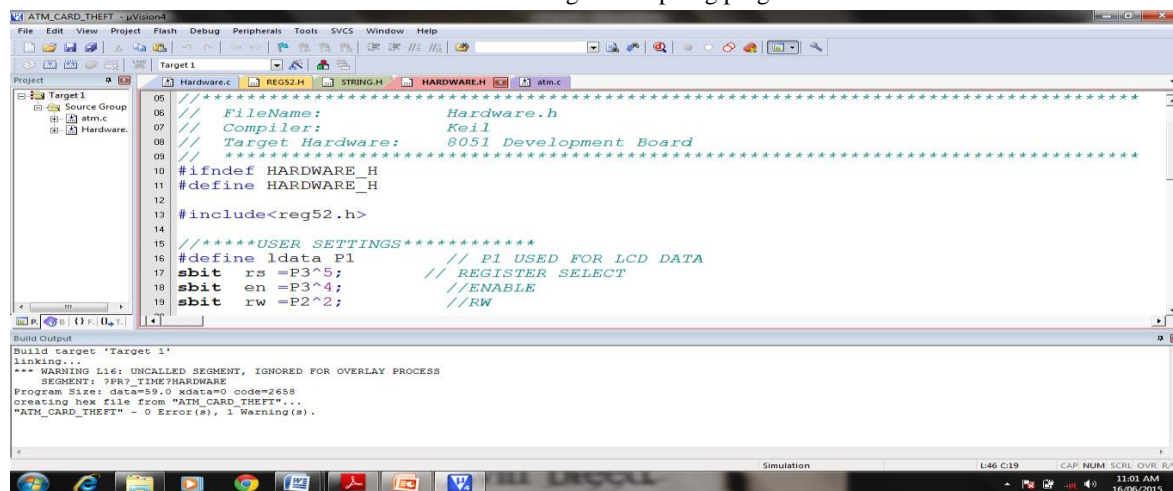 ATM_CARD_THEFT - µVision4
File Edit View Project Flash Debug Peripherals Tools SVCS Window Help
Target 1
Project
Hardware.c REG52.H STRING.H HARDWARE.H atm.c
Target 1
Source Group
atm.c
Hardware.
05 //*****************************************************************************
06 // FileName: Hardware.h
07 // Compiler: Keil
08 // Target Hardware: 8051 Development Board
09 // ***************************************************************************
10 #ifndef HARDWARE_H
11 #define HARDWARE_H
12
13 #include<reg52.h>
14
15 //*****USER SETTINGS************
16 #define ldata P1 // P1 USED FOR LCD DATA
17 sbit rs =P3^5; // REGISTER SELECT
18 sbit en =P3^4; //ENABLE
19 sbit rw =P2^2; //RW
P. B {} F. 0 T.
Build Output
Build target 'Target 1'
linking...
*** WARNING L16: UNCALLED SEGMENT, IGNORED FOR OVERLAY PROCESS
SEGMENT: ?PR?_TIME?HARDWARE
Program Size: data=59.0 xdata=0 code=2658
creating hex file from "ATM_CARD_THEFT"...
"ATM_CARD_THEFT" - 0 Error(s), 1 Warning(s).
Simulation L:46 C:19 CAP NUM SCRL OVR R/
11:01 AM
16/06/2015